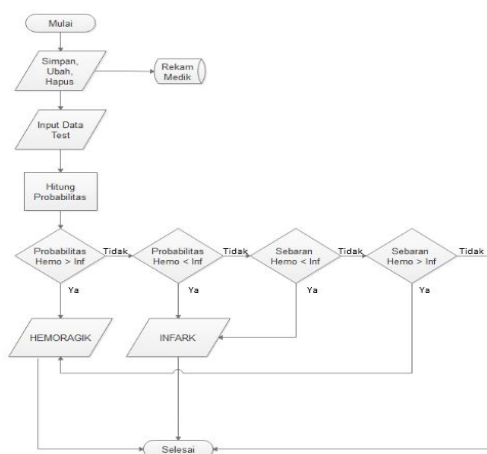 Mulai
Simpan,
Ubah,
Hapus
Rekam
Medik
Input Data
Test
Hitung
Probabilitas
Probabilitas
Hemo > Inf
Tidak
Probabilitas
Hemo < Inf
Tidak
Sebaran
Hemo < Inf
Tidak
Sebaran
Hemo > Inf
Tidak
Ya
Ya
Ya
Ya
HEMORAGIK
INFARK
Selesai